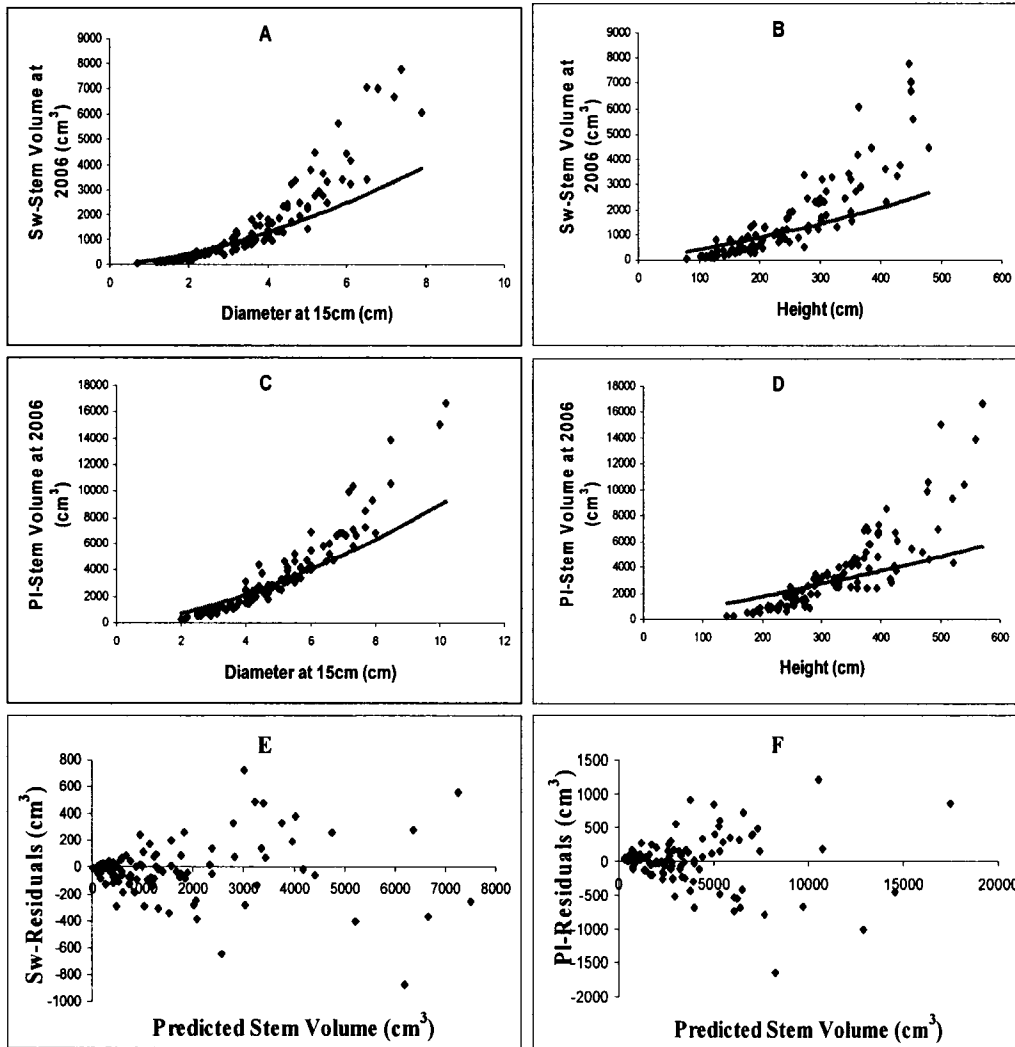 A
Sw-Stem Volume at
2006 (cm³)
9000
8000
7000
6000
5000
4000
3000
2000
1000
0
0 2 4 6 8 10
Diameter at 15cm (cm)
B
Sw-Stem Volume at
2006 (cm³)
9000
8000
7000
6000
5000
4000
3000
2000
1000
0
0 100 200 300 400 500 600
Height (cm)
C
Pl-Stem Volume at 2006
(cm³)
18000
16000
14000
12000
10000
8000
6000
4000
2000
0
0 2 4 6 8 10 12
Diameter at 15cm (cm)
D
Pl-Stem Volume at 2006
(cm³)
18000
16000
14000
12000
10000
8000
6000
4000
2000
0
0 100 200 300 400 500 600
Height (cm)
E
Sw-Residuals (cm³)
800
600
400
200
0
-200
-400
-600
-800
-1000
0 1000 2000 3000 4000 5000 6000 7000 8000
Predicted Stem Volume (cm³)
F
Pl-Residuals (cm³)
1500
1000
500
0
-500
-1000
-1500
-2000
0 5000 10000 15000 20000
Predicted Stem Volume (cm³)